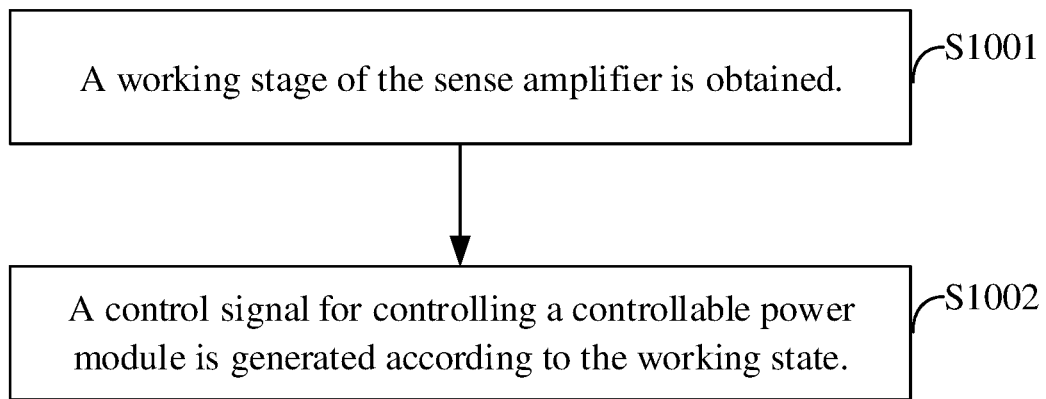 A working stage of the sense amplifier is obtained.
S1001
A control signal for controlling a controllable power
module is generated according to the working state.
S1002